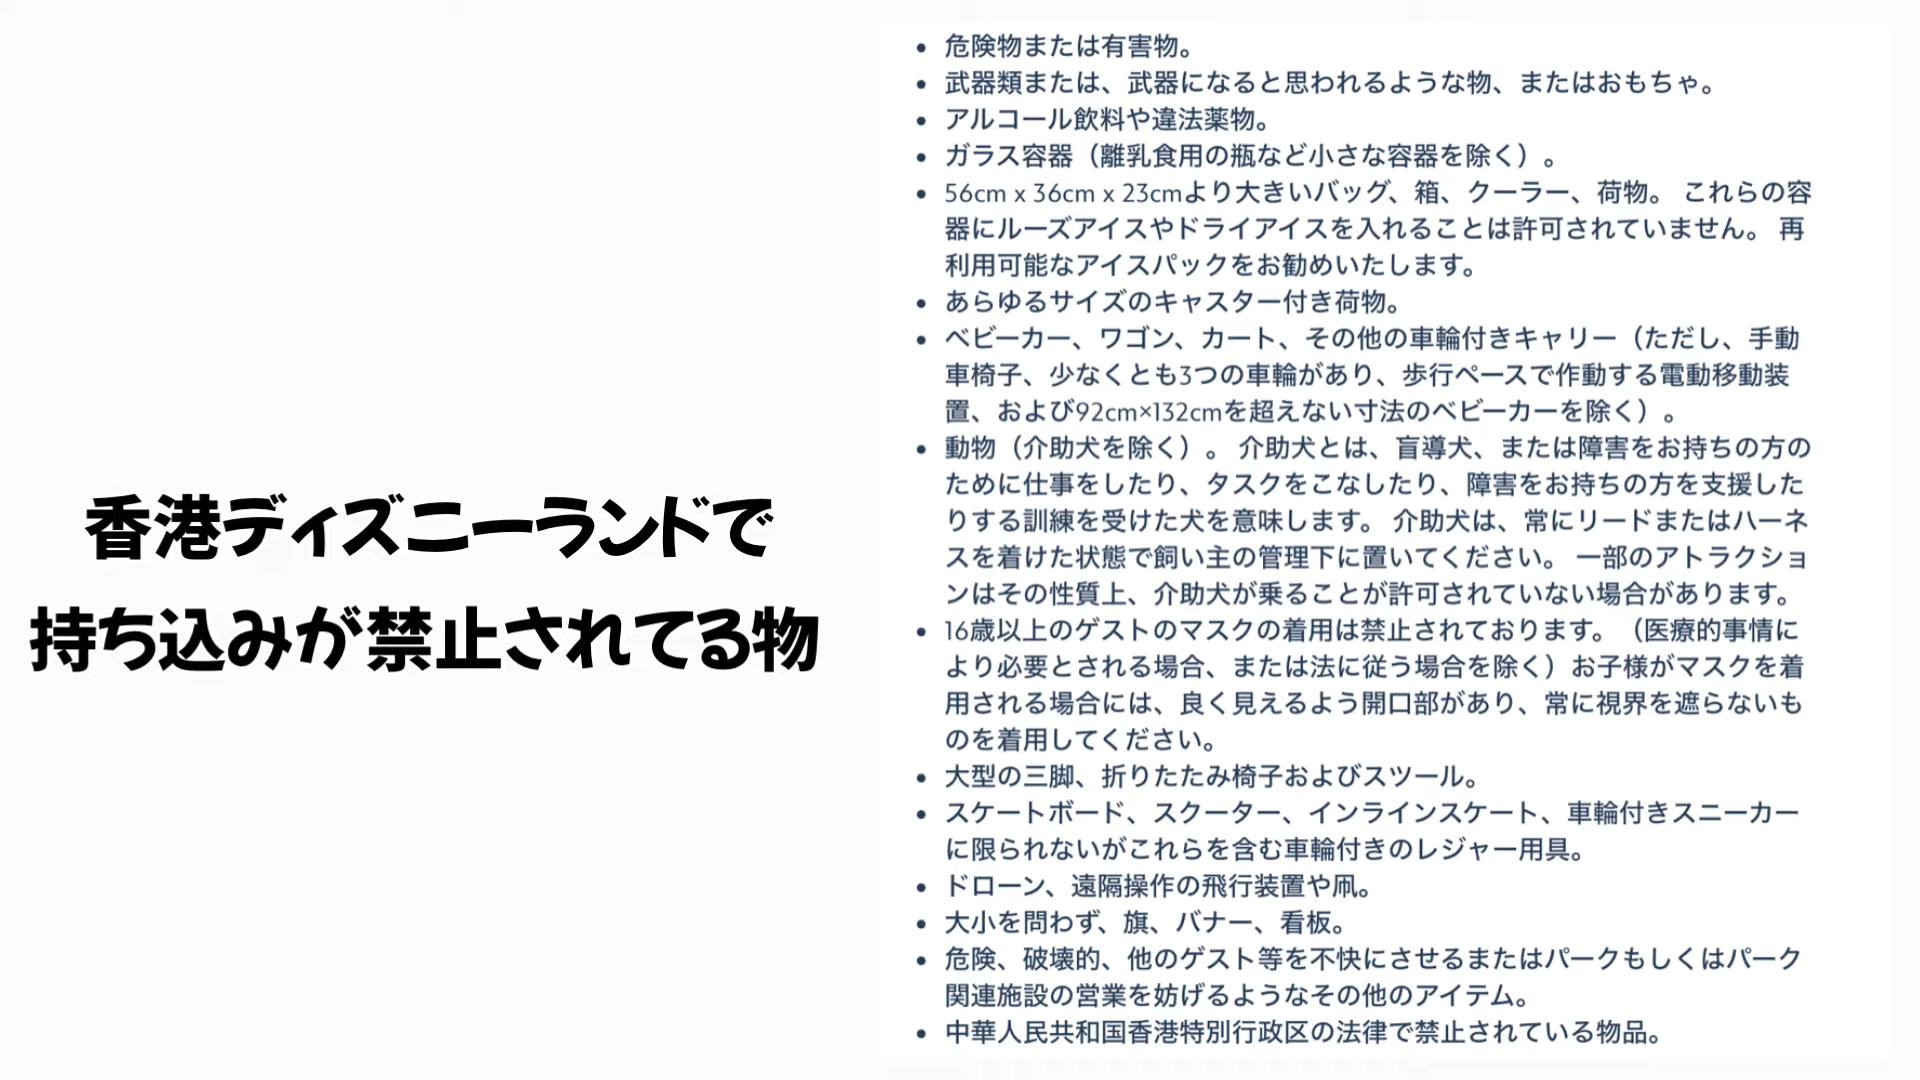 香港ディズニーランドで
持ち込みが禁止されてる物
• 危険物または有害物。
• 武器類または、武器になると思われるような物、またはおもちゃ。
• アルコール飲料や違法薬物。
• ガラス容器（離乳食用の瓶など小さな容器を除く）。
• 56cm x 36cm x 23cmより大きいバッグ、箱、クーラー、荷物。 これらの容
器にルーズアイスやドライアイスを入れることは許可されていません。 再
利用可能なアイスパックをお勧めいたします。
• あらゆるサイズのキャスター付き荷物。
• ベビーカー、ワゴン、カート、その他の車輪付きキャリー（ただし、手動
車椅子、少なくとも3つの車輪があり、歩行ペースで作動する電動移動装
置、および92cm×132cmを超えない寸法のベビーカーを除く）。
• 動物（介助犬を除く）。 介助犬とは、盲導犬、または障害をお持ちの方の
ために仕事をしたり、タスクをこなしたり、障害をお持ちの方を支援した
りする訓練を受けた犬を意味します。 介助犬は、常にリードまたはハーネ
スを着けた状態で飼い主の管理下に置いてください。 一部のアトラクショ
ンはその性質上、介助犬が乗ることが許可されていない場合があります。
• 16歳以上のゲストのマスクの着用は禁止されております。（医療的事情に
より必要とされる場合、または法に従う場合を除く）お子様がマスクを着
用される場合には、良く見えるよう開口部があり、常に視界を遮らないも
のを着用してください。
• 大型の三脚、折りたたみ椅子およびスツール。
• スケートボード、スクーター、インラインスケート、車輪付きスニーカー
に限られないがこれらを含む車輪付きのレジャー用具。
• ドローン、遠隔操作の飛行装置や凧。
• 大小を問わず、旗、バナー、看板。
• 危険、破壊的、他のゲスト等を不快にさせるまたはパークもしくはパーク
関連施設の営業を妨げるようなその他のアイテム。
• 中華人民共和国香港特別行政区の法律で禁止されている物品。